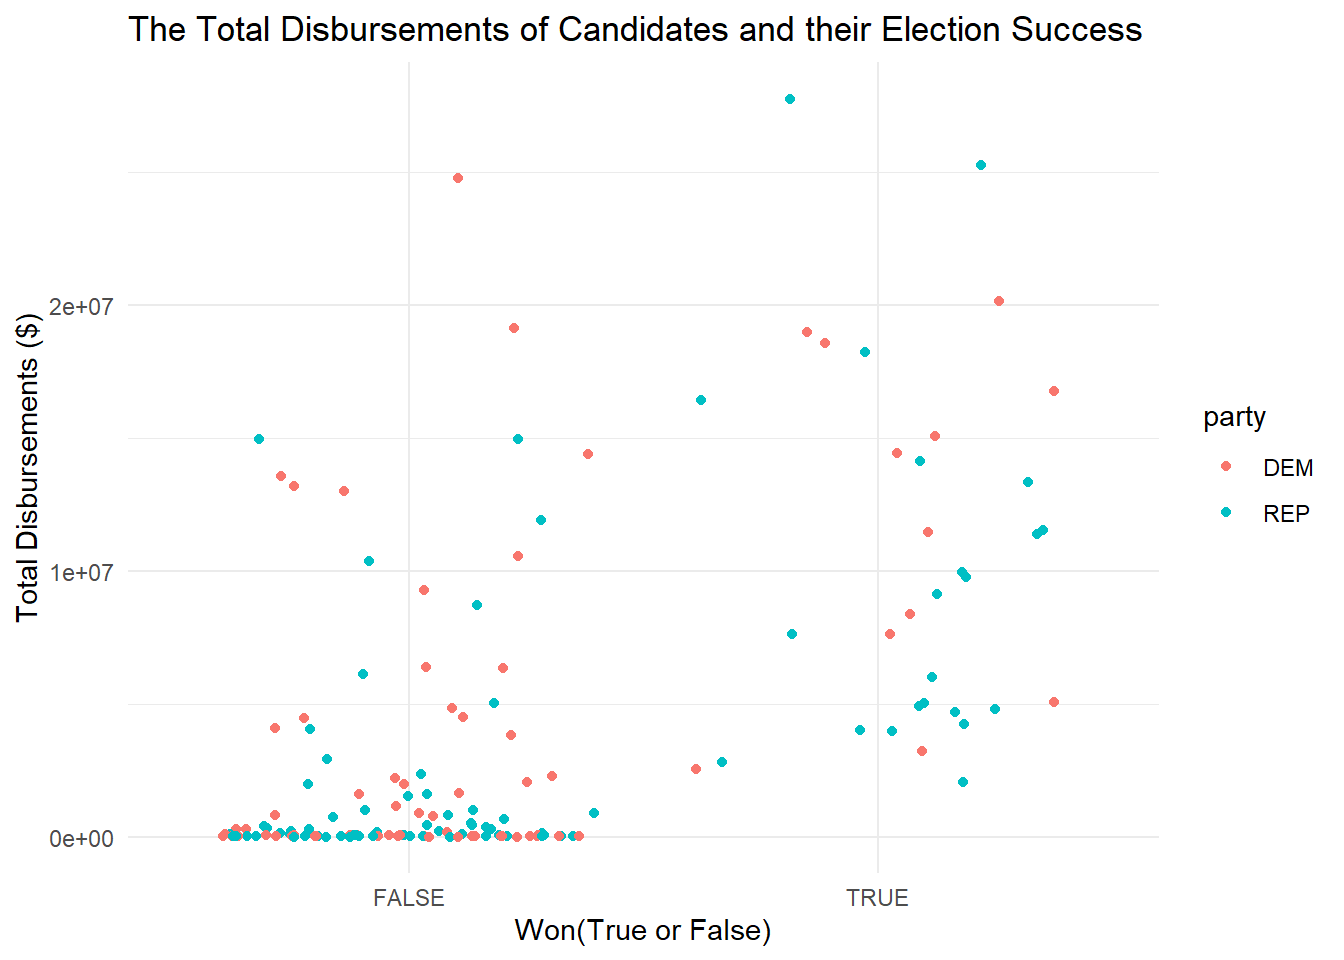 The Total Disbursements of Candidates and their Election Success
Total Disbursements ($)
2e+07
1e+07
0e+00
FALSE
TRUE
Won(True or False)
party
DEM
REP